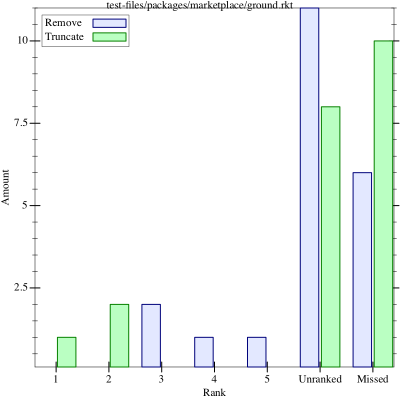 test-files/packages/marketplace/ground.rkt
Remove
Truncate
10
7.5
5
2.5
Amount
1 2 3 4 5 Unranked Missed
Rank